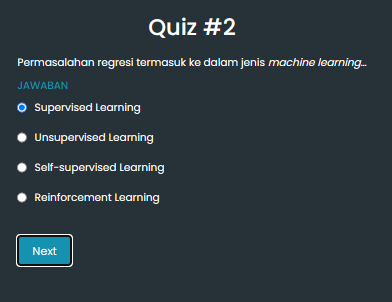 Quiz #2
Permasalahan regresi termasuk ke dalam jenis machine learning...
JAWABAN
Supervised Learning
Unsupervised Learning
Self-supervised Learning
Reinforcement Learning
Next